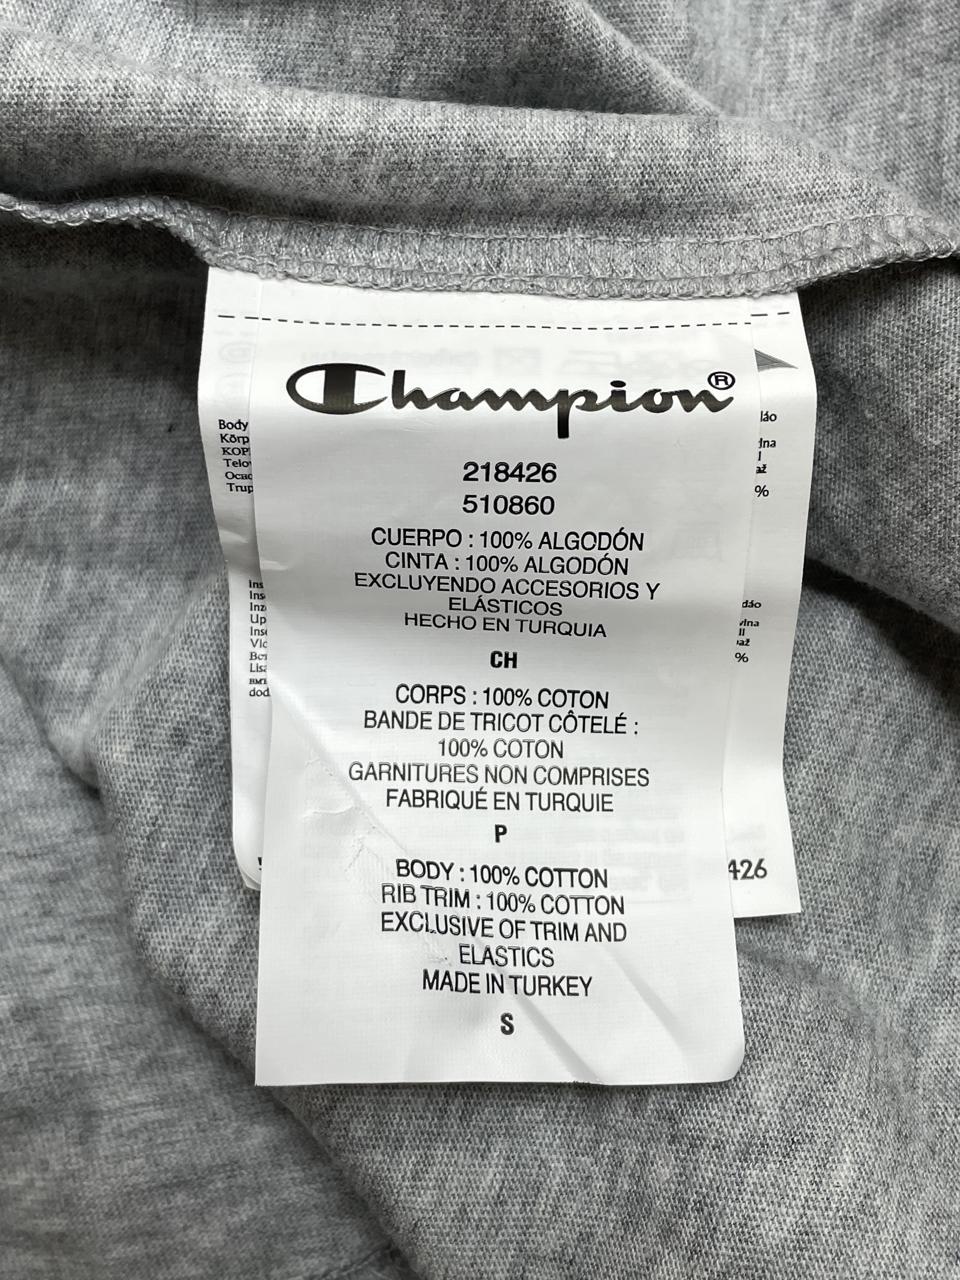 Champion®
218426
510860
CUERPO : 100% ALGODÓN
CINTA : 100% ALGODÓN
EXCLUYENDO ACCESORIOS Y
ELÁSTICOS
HECHO EN TURQUIA
CH
CORPS : 100% COTON
BANDE DE TRICOT CÔTELÉ :
100% COTON
GARNITURES NON COMPRISES
FABRIQUÉ EN TURQUIE
P
BODY : 100% COTTON
RIB TRIM : 100% COTTON
EXCLUSIVE OF TRIM AND
ELASTICS
MADE IN TURKEY
S
Body
%
%
426